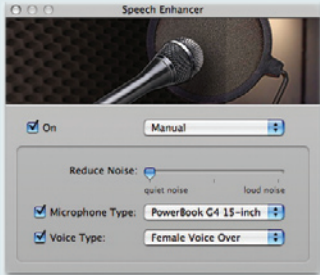 Speech Enhancer
On
Manual
Reduce Noise:
quiet noise
loud noise
Microphone Type:
PowerBook G4 15-inch
Voice Type:
Female Voice Over